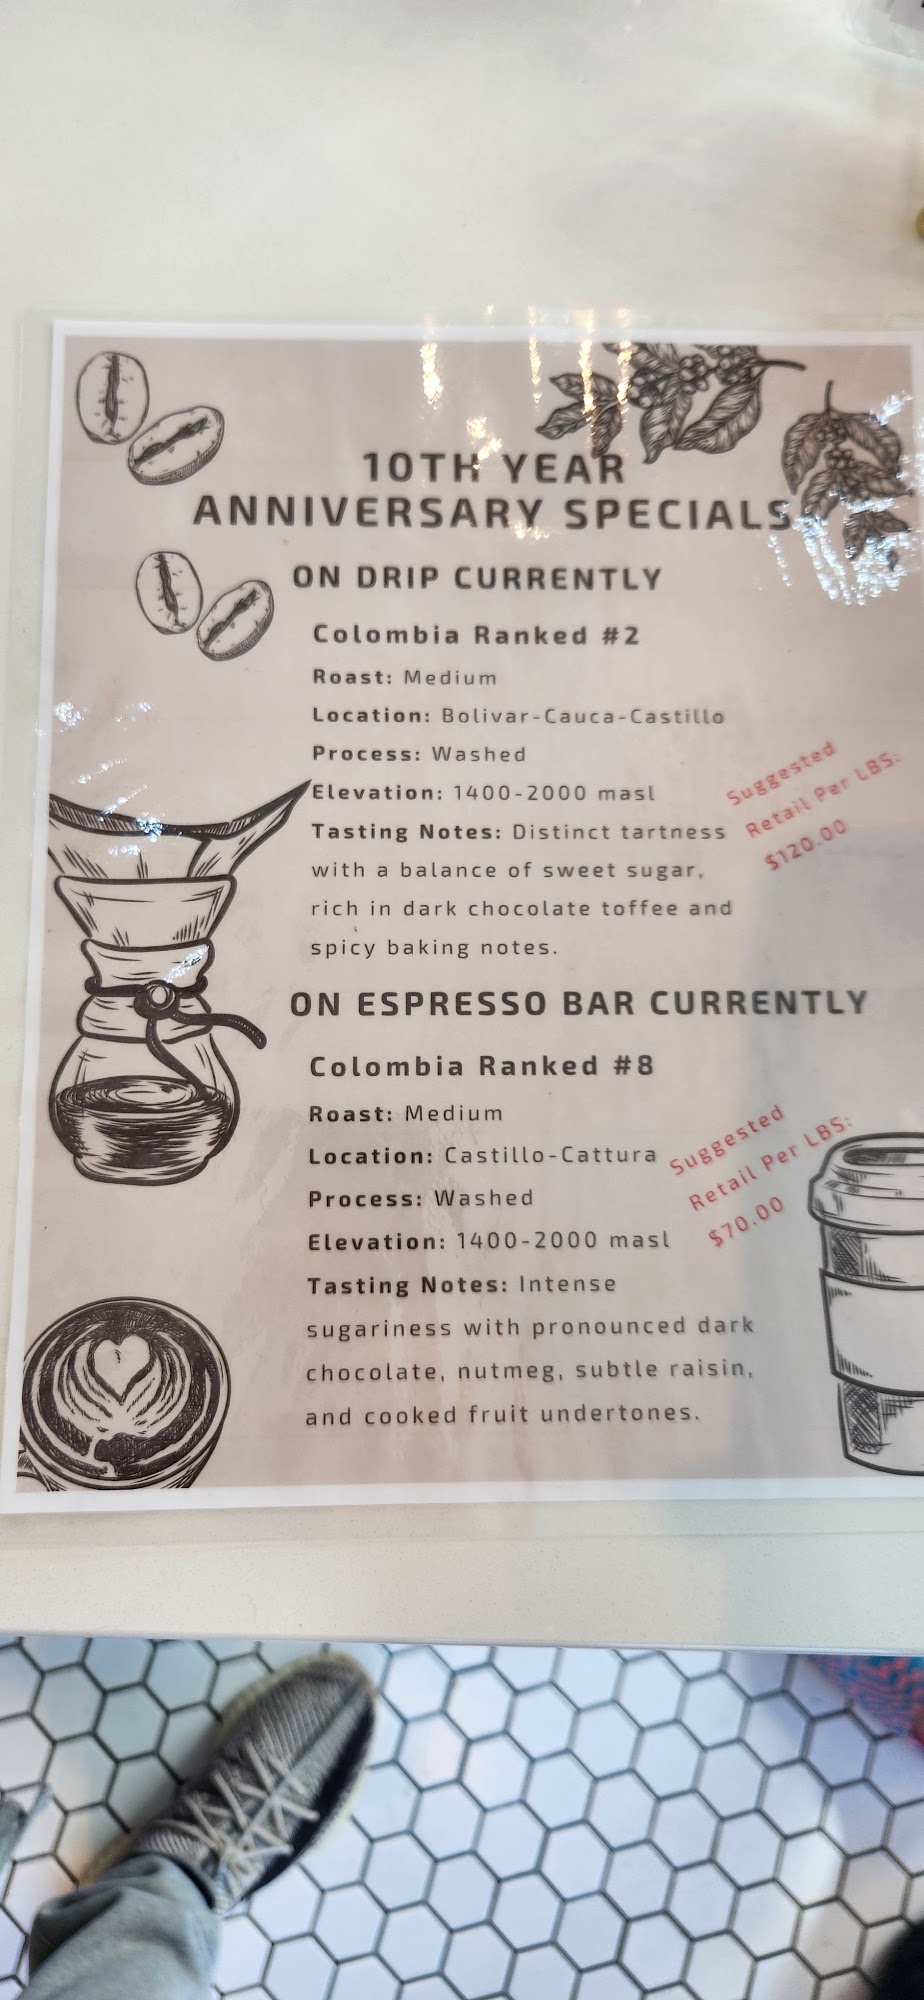 10TH YEAR
ANNIVERSARY SPECIALS
ON DRIP CURRENTLY
Colombia Ranked #2
Roast: Medium
Location: Bolivar-Cauca-Castillo
Process: Washed
Elevation: 1400-2000 masl
Tasting Notes: Distinct tartness
with a balance of sweet sugar,
rich in dark chocolate toffee and
spicy baking notes.
Suggested
Retail Per LBS:
$120.00
ON ESPRESSO BAR CURRENTLY
Colombia Ranked #8
Roast: Medium
Location: Castillo-Cattura
Process: Washed
Elevation: 1400-2000 masl
Tasting Notes: Intense
sugariness with pronounced dark
chocolate, nutmeg, subtle raisin,
and cooked fruit undertones.
Suggested
Retail Per LBS:
$70.00